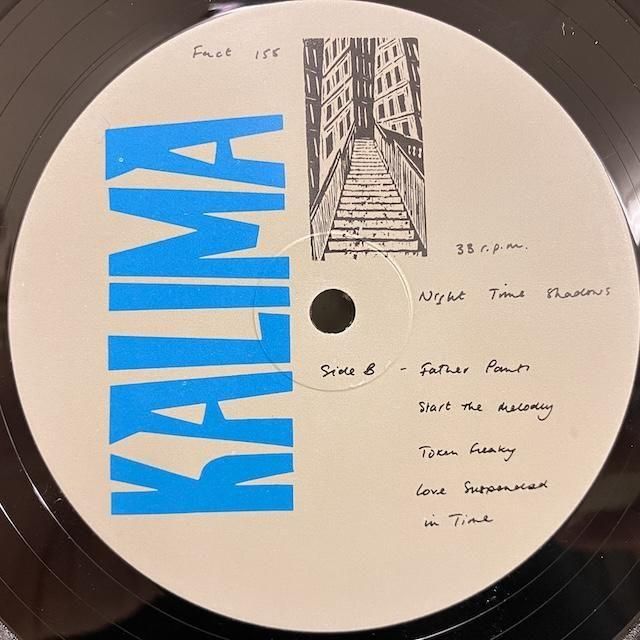 Fact 155
KALIMA
33 r.p.m.
Night Time Shadows
Side B - Father Pants
Start the Melody
Token Freaky
Love Suspended
in Time